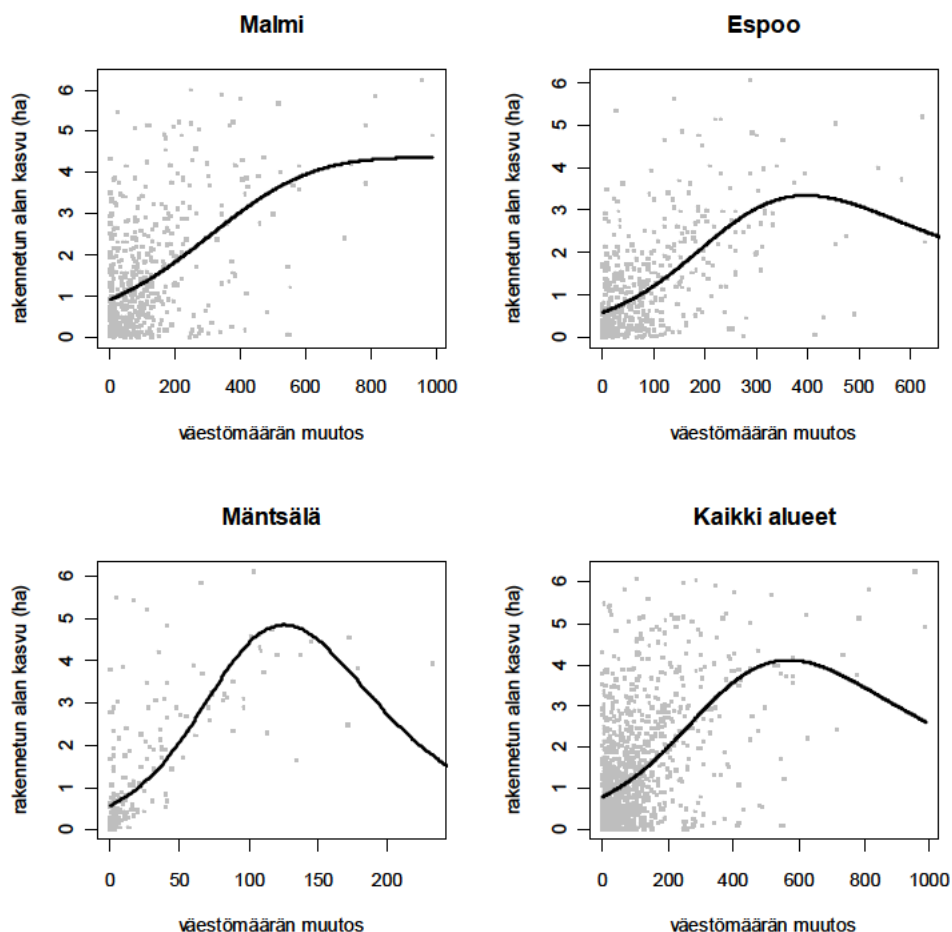 Malmi
rakennetun alan kasvu (ha)
6
5
4
3
2
1
0
0 200 400 600 800 1000
väestömäärän muutos
Espoo
rakennetun alan kasvu (ha)
6
5
4
3
2
1
0
0 100 200 300 400 500 600
väestömäärän muutos
Mäntsälä
rakennetun alan kasvu (ha)
6
5
4
3
2
1
0
0 50 100 150 200
väestömäärän muutos
Kaikki alueet
rakennetun alan kasvu (ha)
6
5
4
3
2
1
0
0 200 400 600 800 1000
väestömäärän muutos